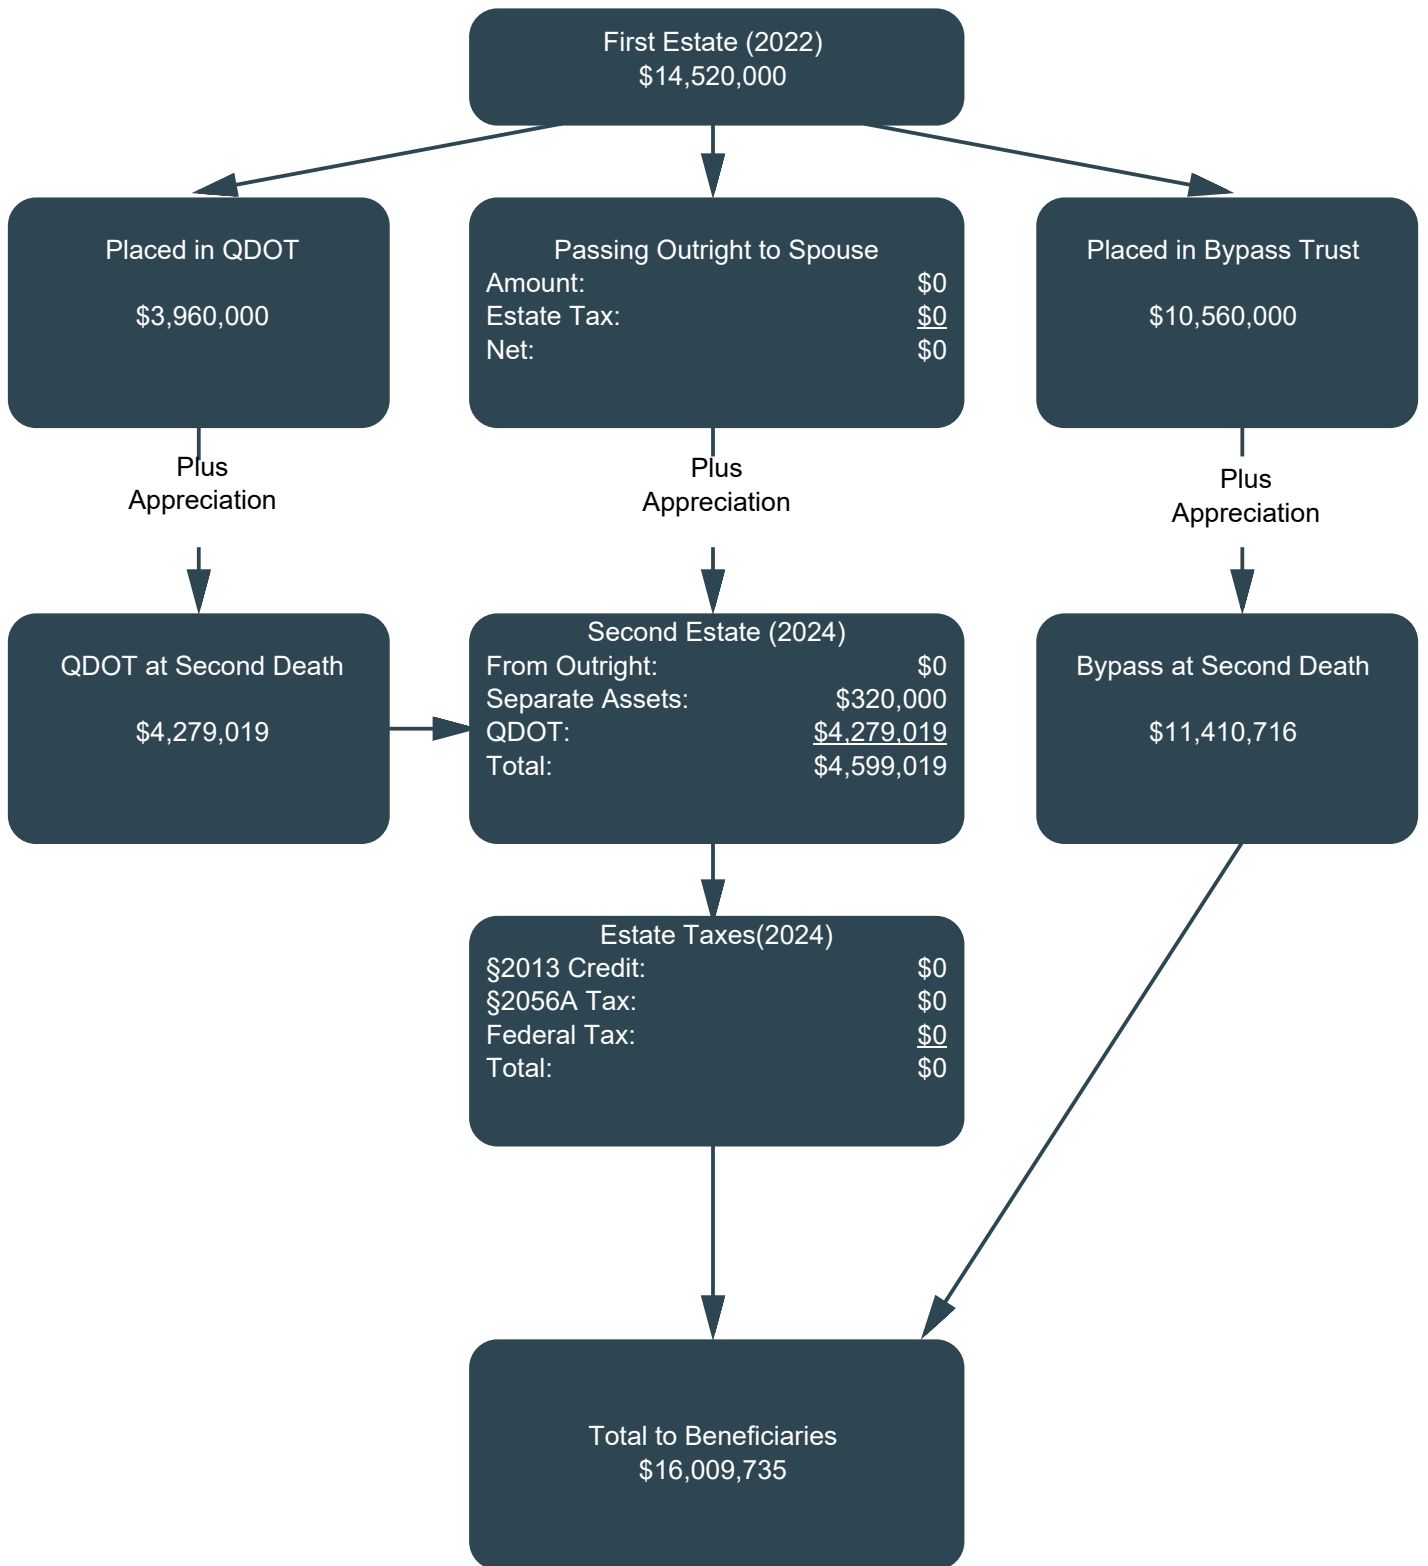 First Estate (2022)
$14,520,000
Placed in QDOT
$3,960,000
Passing Outright to Spouse
Amount: $0
Estate Tax: $0
Net: $0
Placed in Bypass Trust
$10,560,000
Plus
Appreciation
Plus
Appreciation
Plus
Appreciation
QDOT at Second Death
$4,279,019
Second Estate (2024)
From Outright: $0
Separate Assets: $320,000
QDOT: $4,279,019
Total: $4,599,019
Bypass at Second Death
$11,410,716
Estate Taxes(2024)
§2013 Credit: $0
§2056A Tax: $0
Federal Tax: $0
Total: $0
Total to Beneficiaries
$16,009,735